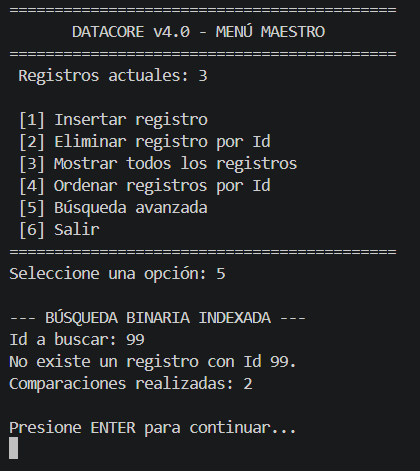 ===========================================
DATACORE v4.0 - MENÚ MAESTRO
===========================================
Registros actuales: 3
[1] Insertar registro
[2] Eliminar registro por Id
[3] Mostrar todos los registros
[4] Ordenar registros por Id
[5] Búsqueda avanzada
[6] Salir
===========================================
Seleccione una opción: 5
--- BÚSQUEDA BINARIA INDEXADA ---
Id a buscar: 99
No existe un registro con Id 99.
Comparaciones realizadas: 2
Presione ENTER para continuar...